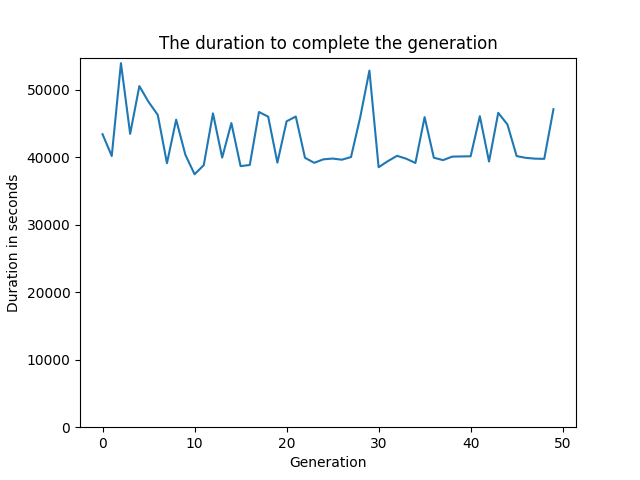 The duration to complete the generation
50000
40000
30000
20000
10000
0
Duration in seconds
0 10 20 30 40 50
Generation